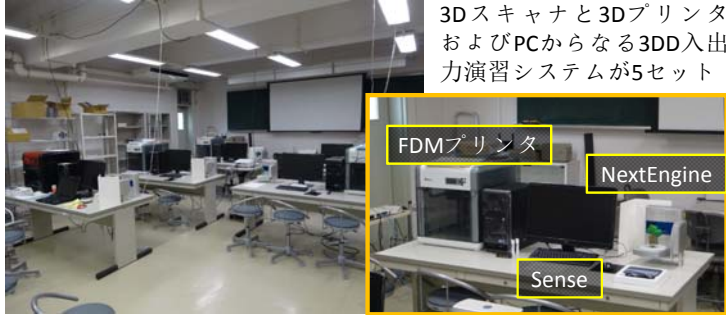 3Dスキャナと3Dプリンタ
およびPCからなる3DD入出
力演習システムが5セット
FDMプリンタ
NextEngine
Sense